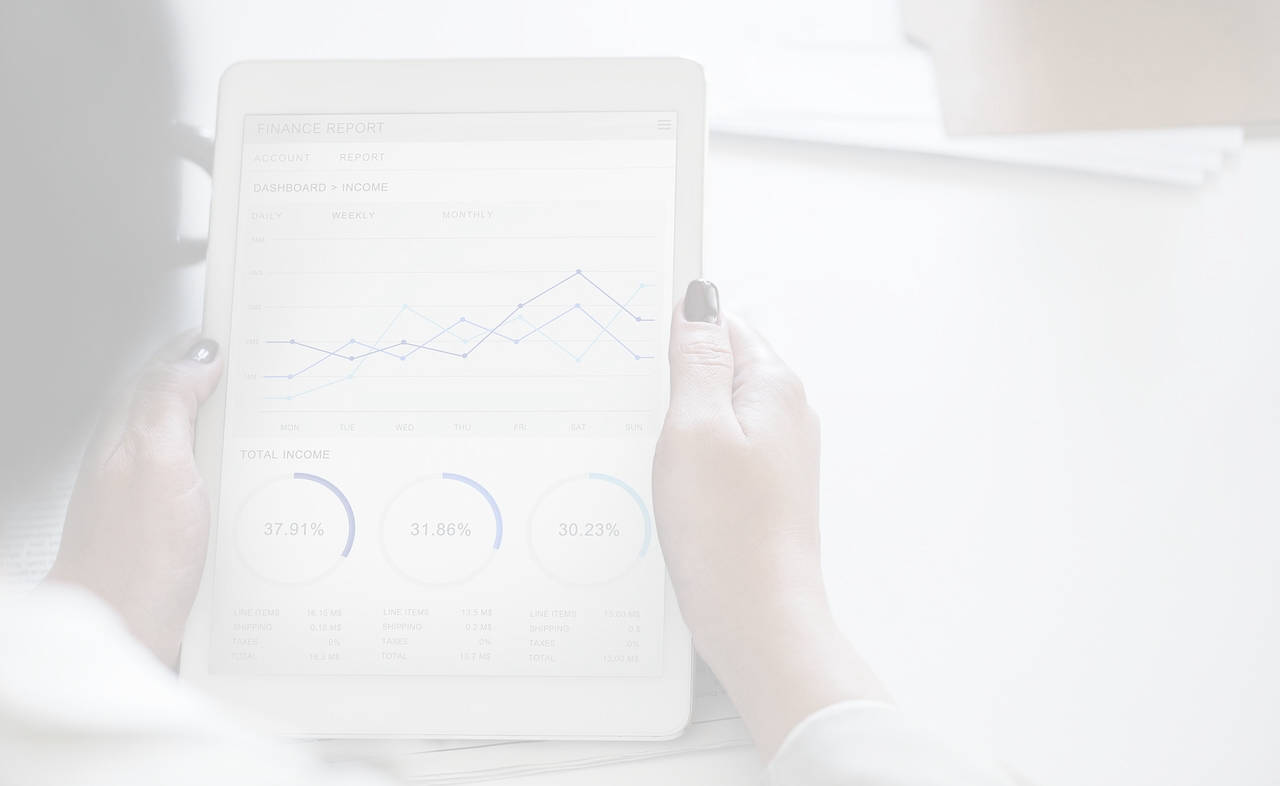 FINANCE REPORT
ACCOUNT REPORT
DASHBOARD > INCOME
DAILY WEEKLY MONTHLY
MON TUE WED THU FRI SAT SUN
TOTAL INCOME
37.91% 31.86% 30.23%
LINE ITEMS 16.15 M$ LINE ITEMS 13.5 M$ LINE ITEMS 13.00 M$
SHIPPING 0.15 M$ SHIPPING 0.2 M$ SHIPPING 0 $
TAXES 0% TAXES 0% TAXES 0%
TOTAL 16.3 M$ TOTAL 13.7 M$ TOTAL 13.00 M$